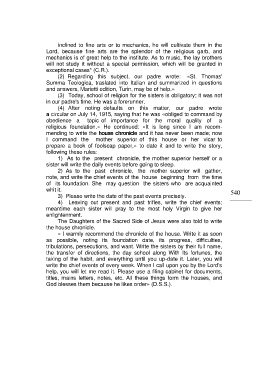 inclined to fine arts or to mechanics, he will cultivate them in the
Lord, because fine arts are the splendor of the religious garb, and
mechanics is of great help to the institute. As to music, the lay brothers
will not study it without a special permission, which will be granted in
exceptional cases" (C.R.).
(2) Regarding this subject, our padre wrote: «St. Thomas'
Summa Teologica, traslated into Italian and summarized in questions
and answers, Marietti edition, Turin, may be of help.»
(3) Today, school of religion for the sisters is obligatory; it was not
in our padre's time. He was a forerunner.
(4) After noting defaults on this matter, our padre wrote
a circular on July 14, 1915, saying that he was «obliged to command by
obedience a topic of importance for the moral quality of a
religious foundation.» He continued: «It is long since I am recom-
mending to write the house chronicle and it has never been made; now
I command the mother superior of this house or her vicar to
prepare a book of foolscap paper,» to date it and to write the story,
following these rules:
1) As to the present chronicle, the mother superior herself or a
sister will write the daily events before going to sleep.
2) As to the past chronicle, the mother superior will gather,
note, and write the chief events of the house beginning from the time
of its foundation. She may question the sisters who are acquainted
witt it.
3) Please write the date of the past events precisely.
4) Leaving out present and past trifles, write the chief events;
meantime each sister will pray to the most holy Virgin to give her
enlightenment.
The Daughters of the Sacred Side of Jesus were also told to write
the house chronicle.
« I warmly recommend the chronicle of the house. Write it as soon
as possible, noting its foundation date, its progress, difficulties,
tribulations, persecutions, and want. Write the sisters by their full name,
the transfer of directions, the day school along With its fortunes, the
taking of the habit, and everything until you up-date it. Later, you will
write the chief events of every week. When I call upon you by the Lord's
help, you will let me read it. Please use a filing cabinet for documents,
titles, mains letters, notes, etc. All these things form the houses, and
God blesses them because he likes order» (D.S.S.).
540